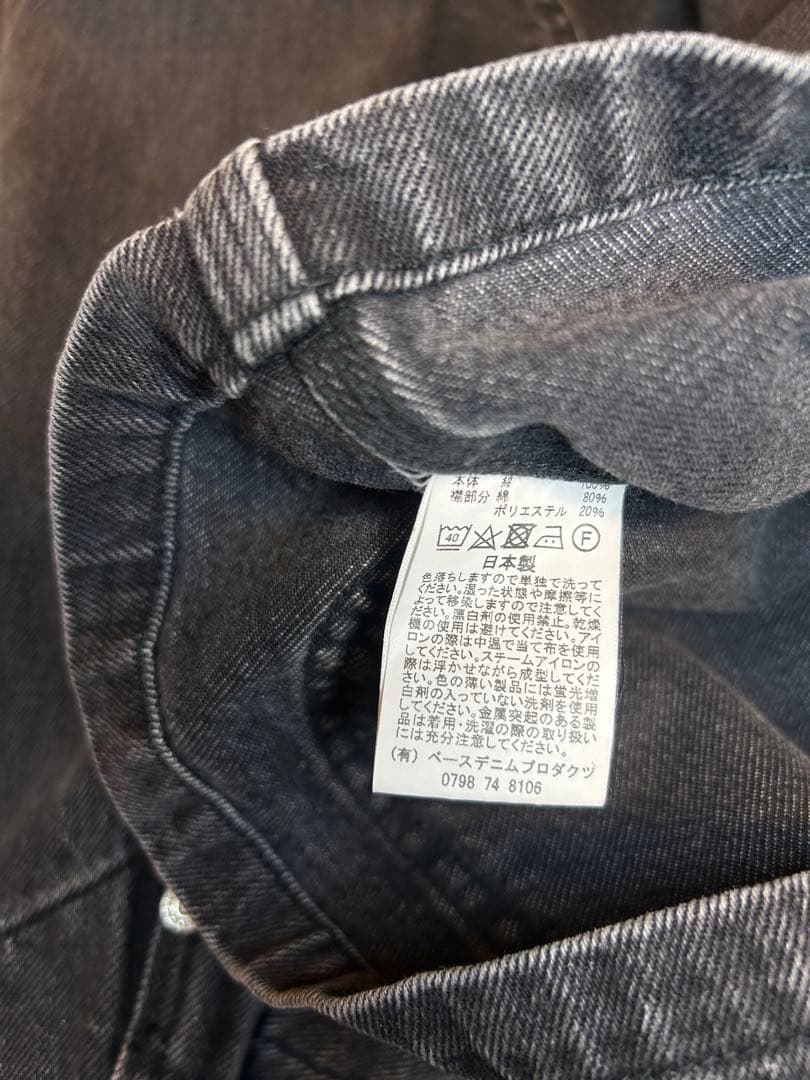 本体 綿 100%
襟部分 綿 80%
ポリエステル 20%
40 F
日本製
色落ちしますので単独で洗って
ください。湿った状態や摩擦等に
よって移染しますので注意してく
ださい。漂白剤の使用禁止。乾燥
機の使用は避けてください。アイ
ロンの際は中温で当て布を使用
してください。スチームアイロンの
際は浮かせながら成型してくだ
さい。色の薄い製品には蛍光増
白剤の入っていない洗剤を使用
してください。金属突起のある製
品は着用・洗濯の際の取り扱い
には充分注意してください。
(有) ベースデニムプロダクツ
0798 74 8106